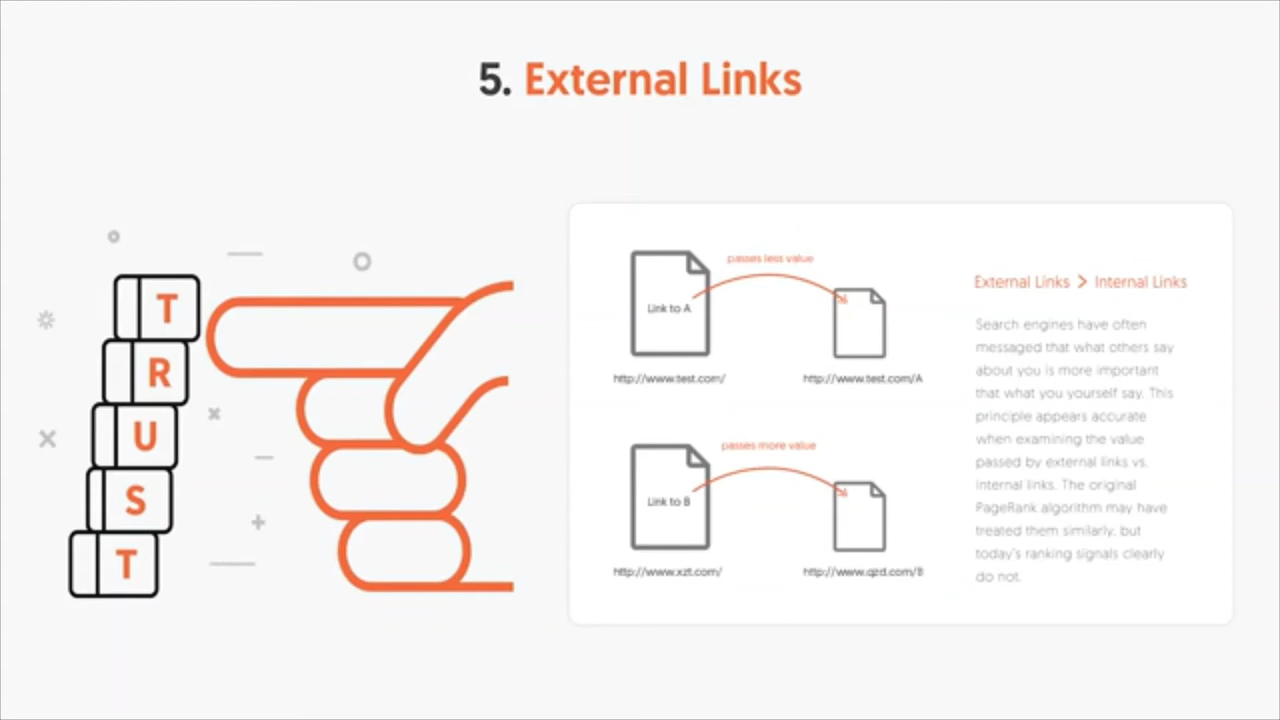 5. External Links
T
R
U
S
T
passes less value
Link to A
http://www.test.com/
http://www.test.com/A
passes more value
Link to B
http://www.xzt.com/
http://www.qzd.com/B
External Links > Internal Links
Search engines have often
messaged that what others say
about you is more important
that what you yourself say. This
principle appears accurate
when examining the value
passed by external links vs.
internal links. The original
PageRank algorithm may have
treated them similarly, but
today's ranking signals clearly
do not.